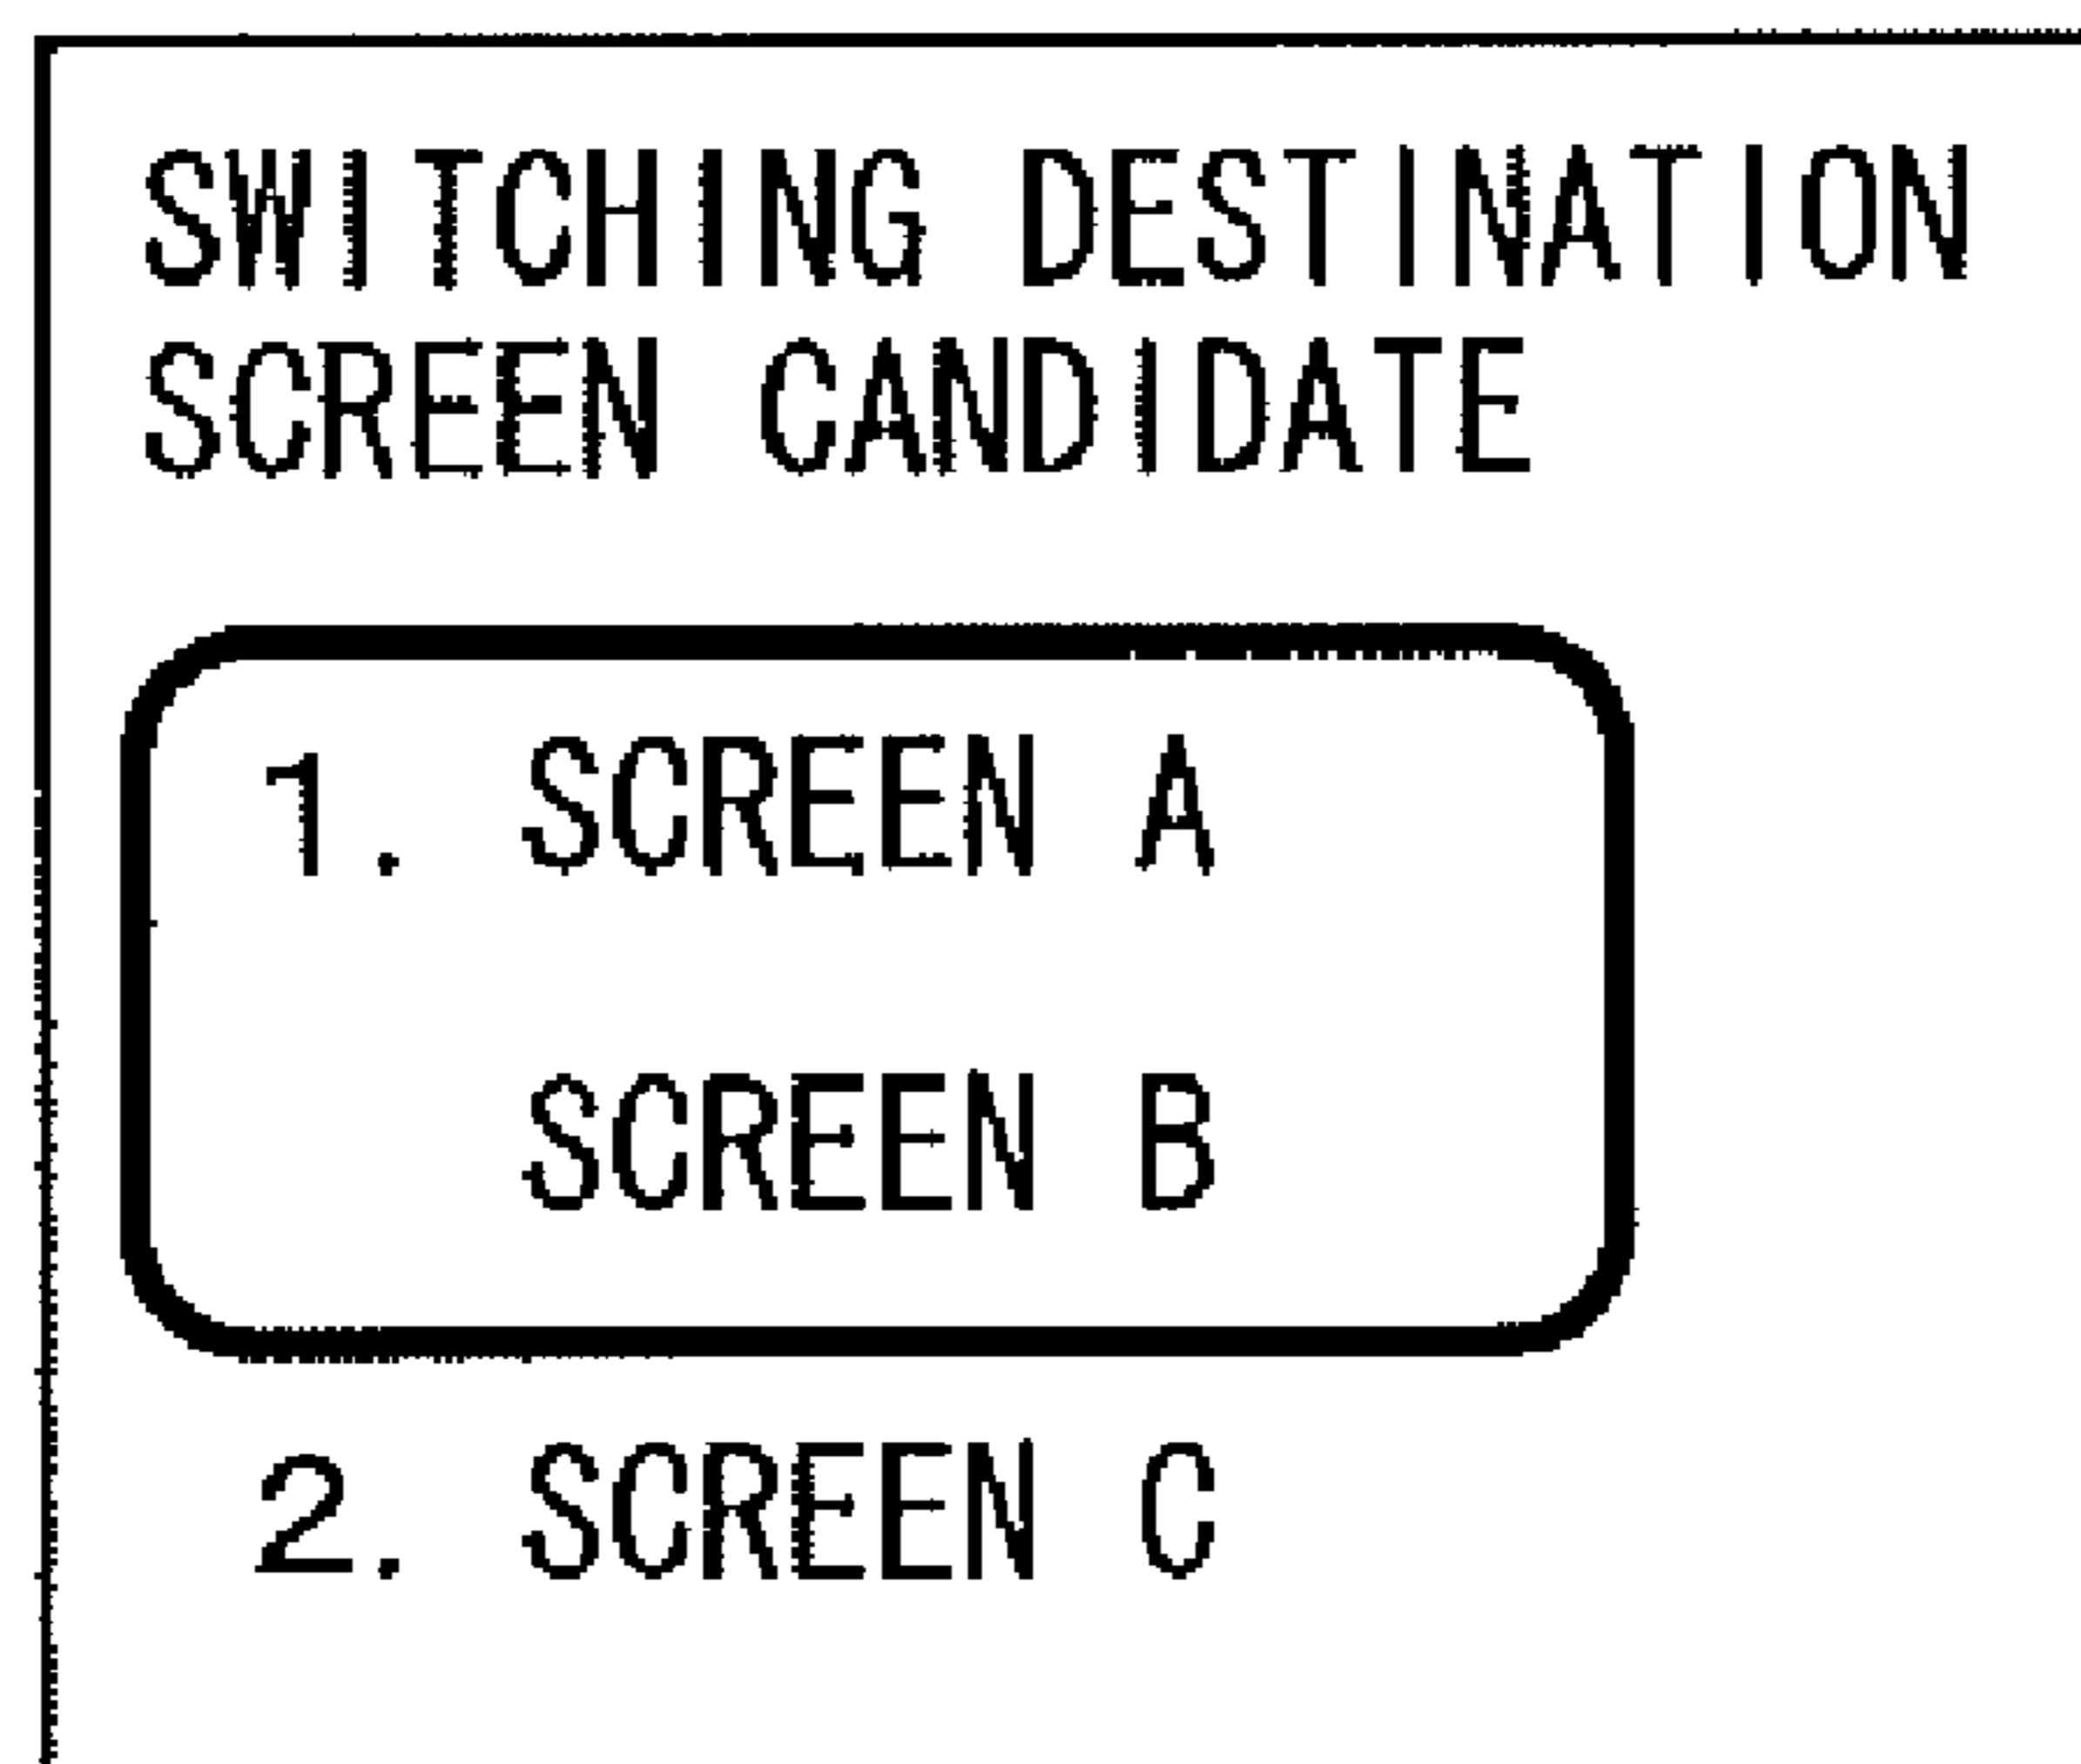 SWITCHING DESTINATION
SCREEN CANDIDATE
1. SCREEN A
SCREEN B
2. SCREEN C